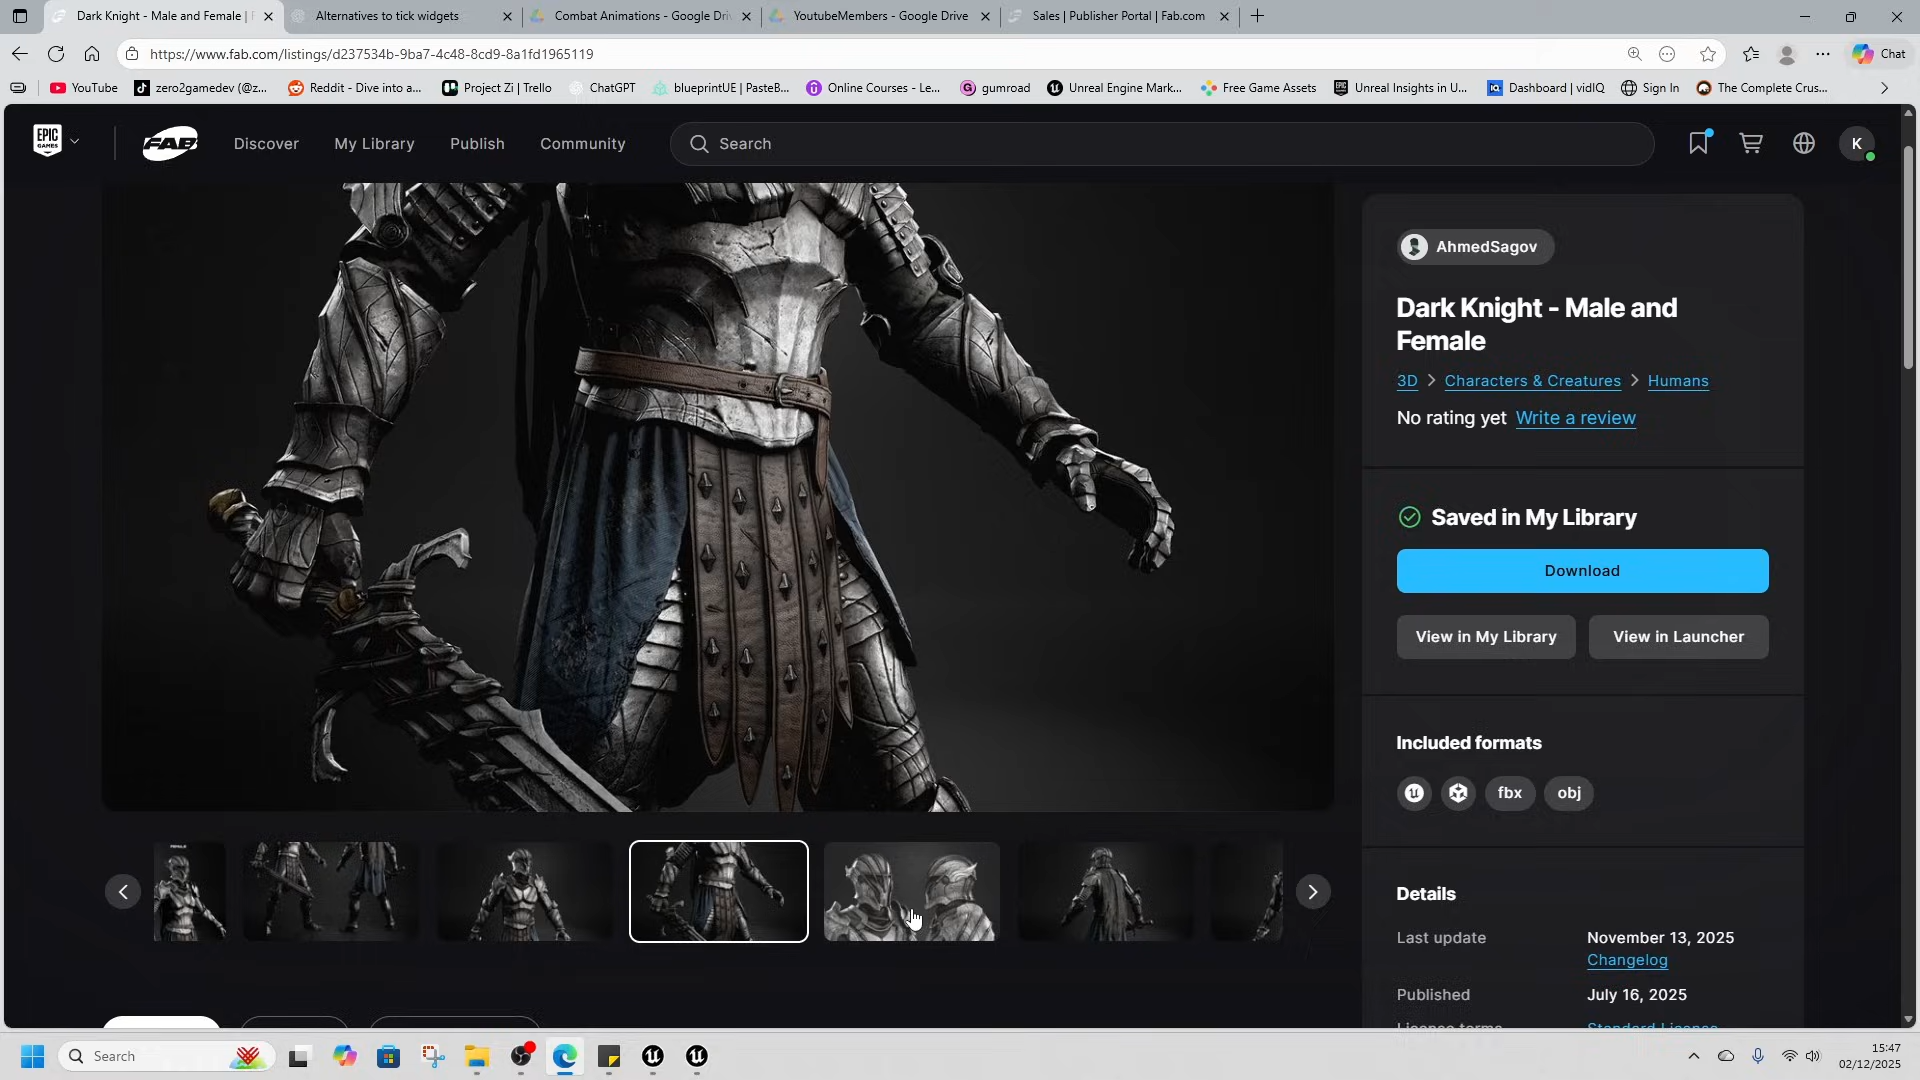 Dark Knight - Male and Female |
Alternatives to tick widgets
Combat Animations - Google Dri
YoutubeMembers - Google Drive
Sales | Publisher Portal | Fab.com
https://www.fab.com/listings/d237534b-9ba7-4c48-8cd9-8a1fd1965119
Chat
YouTube
zero2gamedev (@z...
Reddit - Dive into a...
Project Zi | Trello
ChatGPT
blueprintUE | PasteB...
Online Courses - Le...
gumroad
Unreal Engine Mark...
Free Game Assets
Unreal Insights in U...
Dashboard | vidIQ
Sign In
The Complete Crus...
EPIC
GAMES
FAB
Discover
My Library
Publish
Community
Search
K
AhmedSagov
Dark Knight - Male and
Female
3D > Characters & Creatures > Humans
No rating yet Write a review
Saved in My Library
Download
View in My Library
View in Launcher
Included formats
fbx
obj
Details
Last update
November 13, 2025
Changelog
Published
July 16, 2025
License terms
Standard License
Search
15:47
02/12/2025